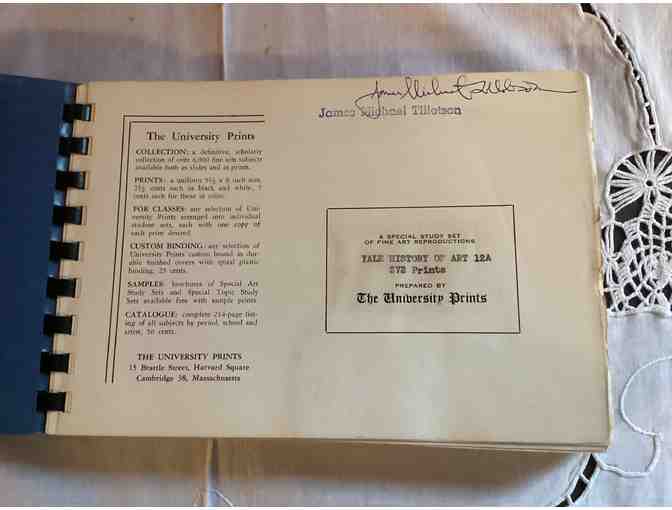 James Michael Tillotson
James Michael Tillotson
The University Prints
COLLECTION: a definitive, scholarly
collection of over 6,000 fine arts subjects
available both as slides and as prints.
PRINTS: a uniform 5½ x 8 inch size,
cents each in black and white, 7
cents each for those in color.
FOR CLASSES: any selection of Uni-
versity Prints arranged into individual
student sets, each with one copy of
each print desired.
CUSTOM BINDING: any selection of
University Prints custom bound in dur-
able finished covers with spiral plastic
binding, 25 cents.
SAMPLES: brochures of Special Art
Study Sets and Special Topic Study
Sets available free with sample prints.
CATALOGUE: complete 214-page list-
ing of all subjects by period, school and
artist, 50 cents.
THE UNIVERSITY PRINTS
15 Brattle Street, Harvard Square
Cambridge 38, Massachusetts
A SPECIAL STUDY SET
OF FINE ART REPRODUCTIONS
YALE HISTORY OF ART 12A
Prints
PREPARED BY
The University Prints